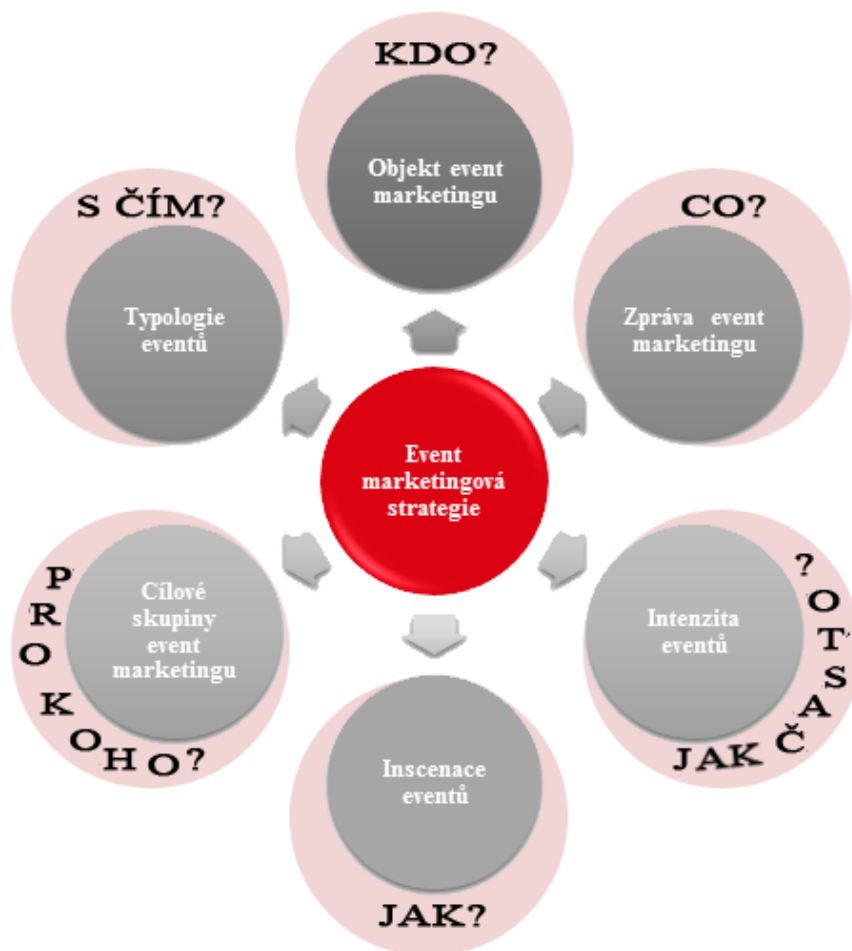 KDO?
Objekt event
marketingu
S ČÍM?
Typologie
eventů
CO?
Zpráva event
marketingu
Event
marketingová
strategie
PRO KOHO?
Cílové
skupiny
event
marketingu
Intenzita
eventů
JAK ČASTO?
Inscenace
eventů
JAK?